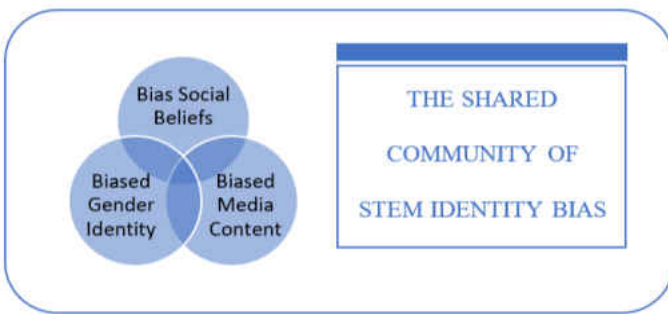 Bias Social
Beliefs
Biased
Gender
Identity
Biased
Media
Content
THE SHARED
COMMUNITY OF
STEM IDENTITY BIAS